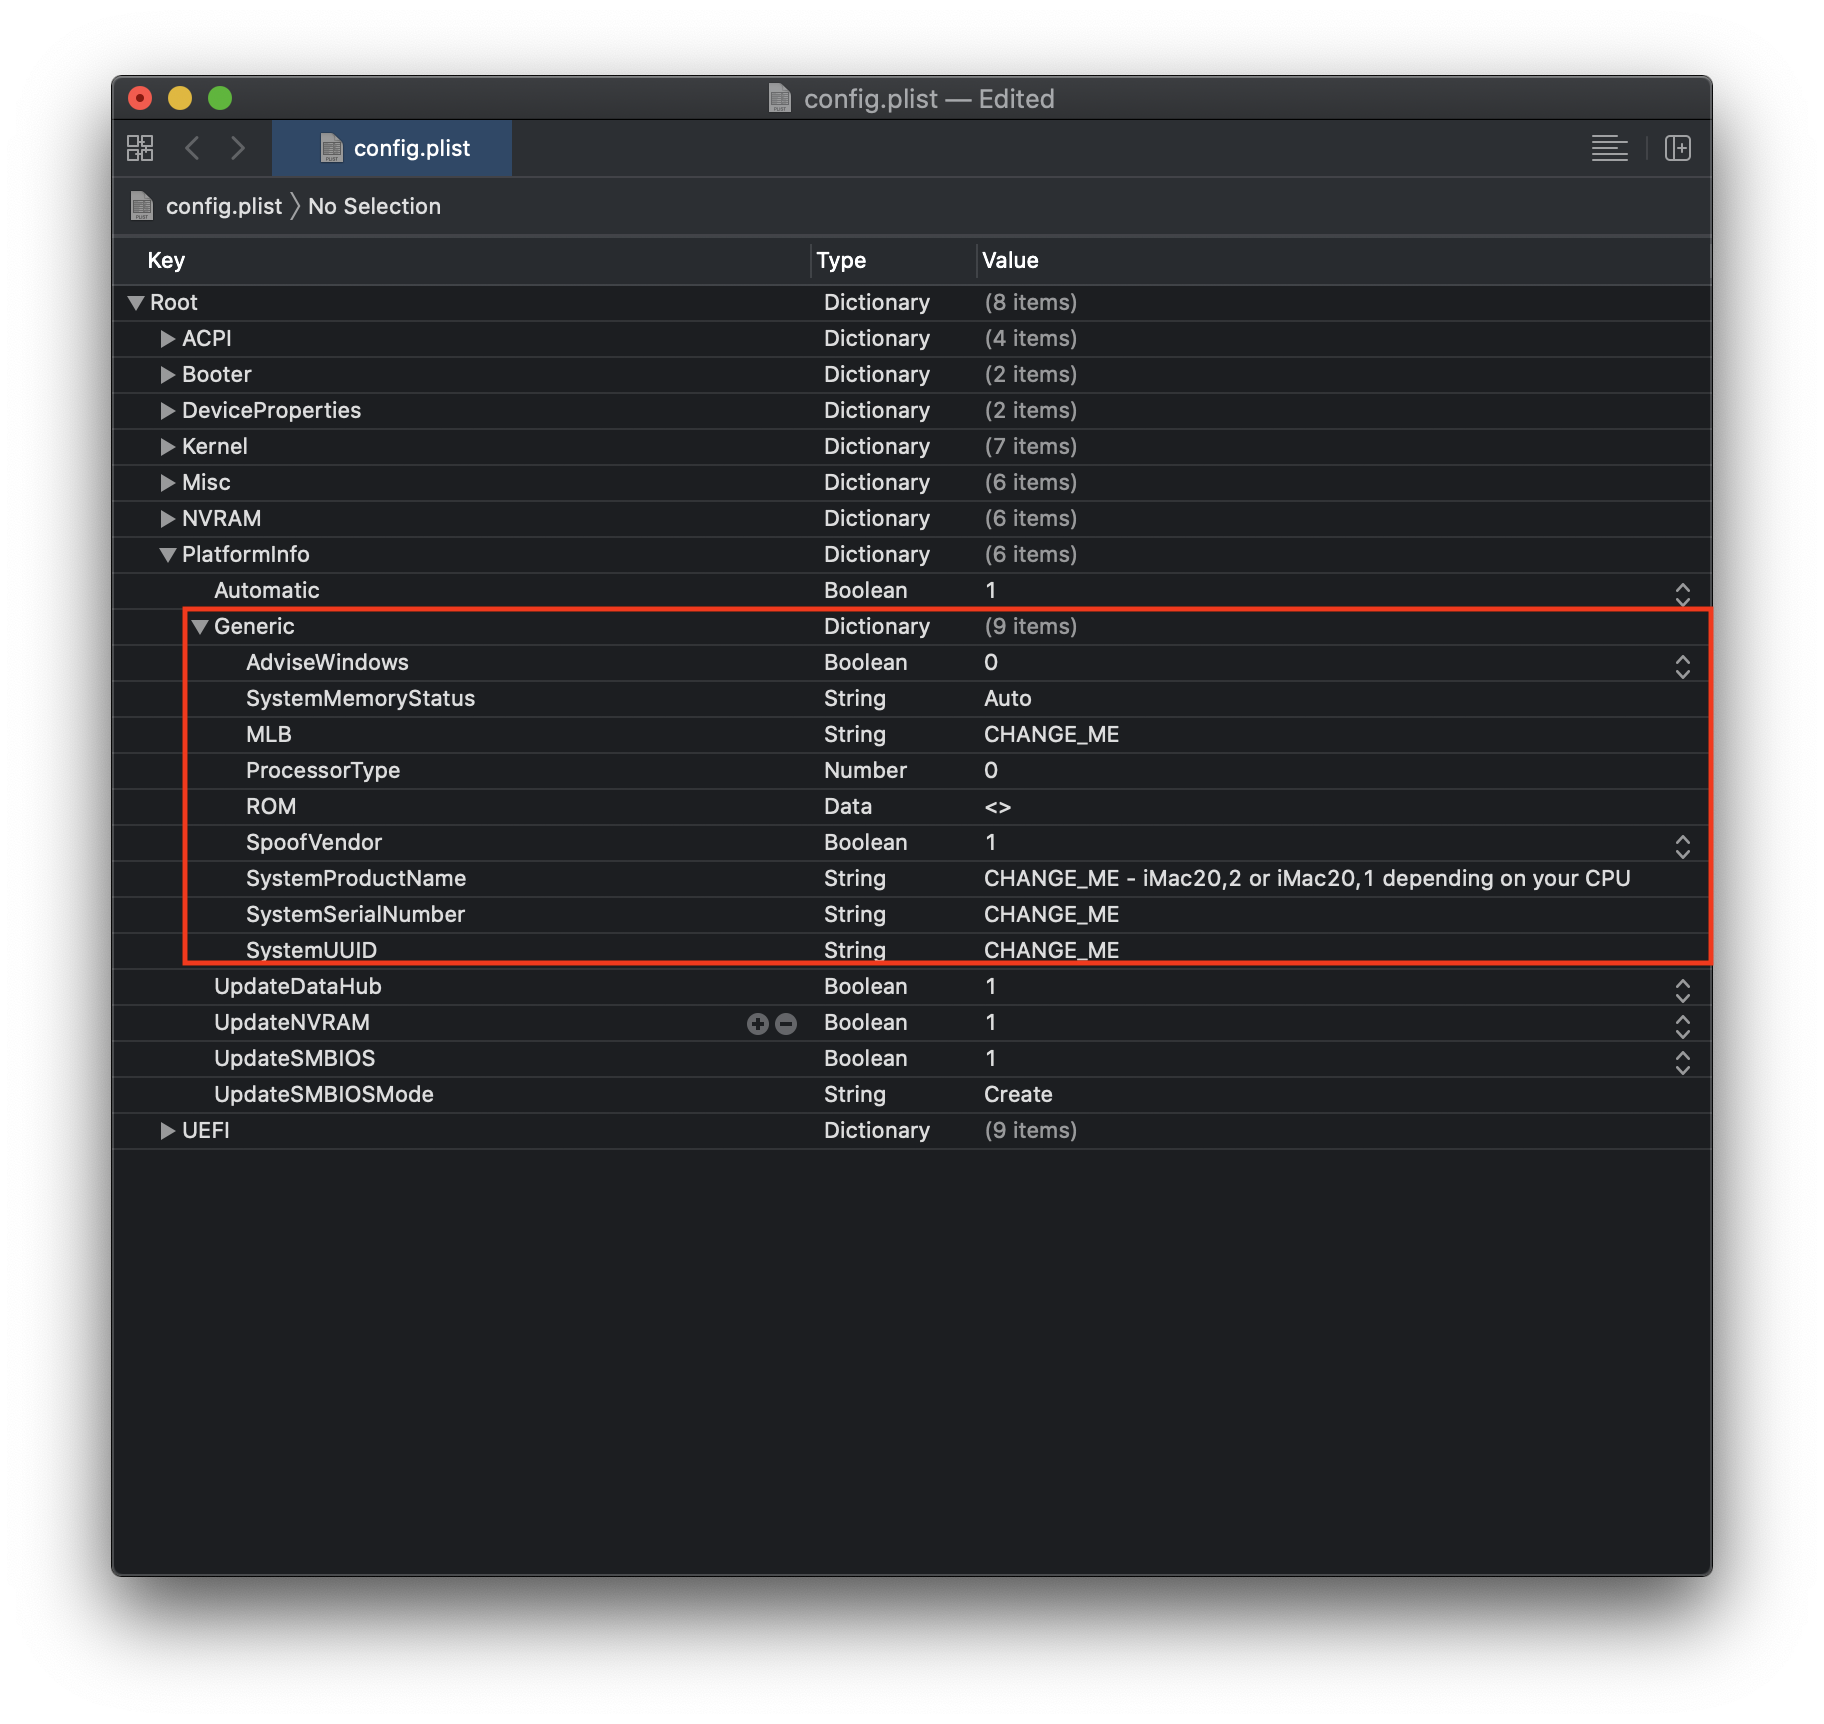 config.plist — Edited
config.plist
config.plist 〉 No Selection
Key Type Value
Root Dictionary (8 items)
ACPI Dictionary (4 items)
Booter Dictionary (2 items)
DeviceProperties Dictionary (2 items)
Kernel Dictionary (7 items)
Misc Dictionary (6 items)
NVRAM Dictionary (6 items)
PlatformInfo Dictionary (6 items)
Automatic Boolean 1
Generic Dictionary (9 items)
AdviseWindows Boolean 0
SystemMemoryStatus String Auto
MLB String CHANGE_ME
ProcessorType Number 0
ROM Data <>
SpoofVendor Boolean 1
SystemProductName String CHANGE_ME - iMac20,2 or iMac20,1 depending on your CPU
SystemSerialNumber String CHANGE_ME
SystemUUID String CHANGE_ME
UpdateDataHub Boolean 1
UpdateNVRAM Boolean 1
UpdateSMBIOS Boolean 1
UpdateSMBIOSMode String Create
UEFI Dictionary (9 items)